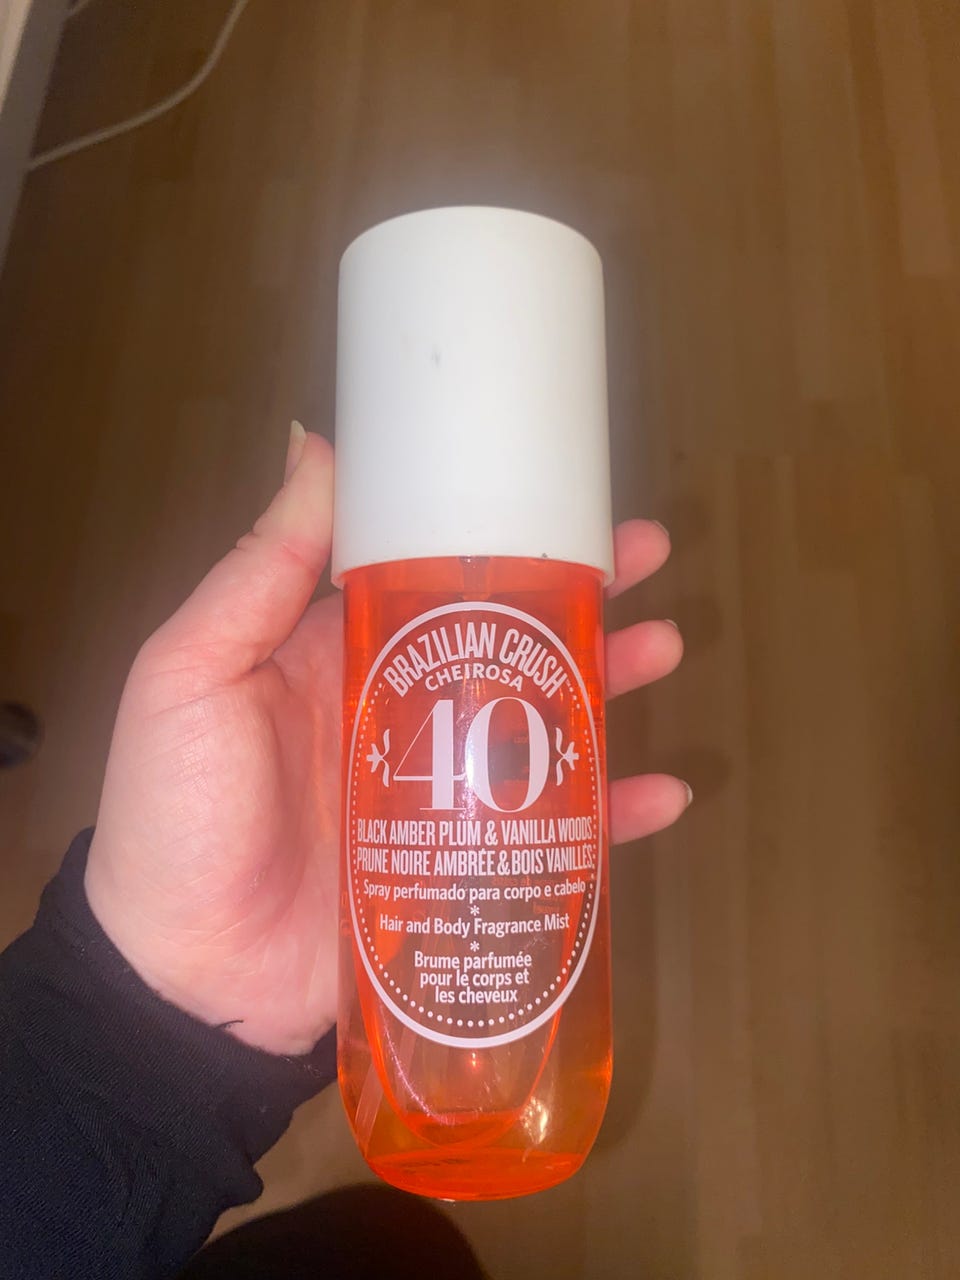 BRAZILIAN CRUSH
CHEIROSA
40
BLACK AMBER PLUM & VANILLA WOODS
PRUNE NOIRE AMBRÉE & BOIS VANILLÉS
Spray perfumado para corpo e cabelo
*
Hair and Body Fragrance Mist
*
Brume parfumée
pour le corps et
les cheveux